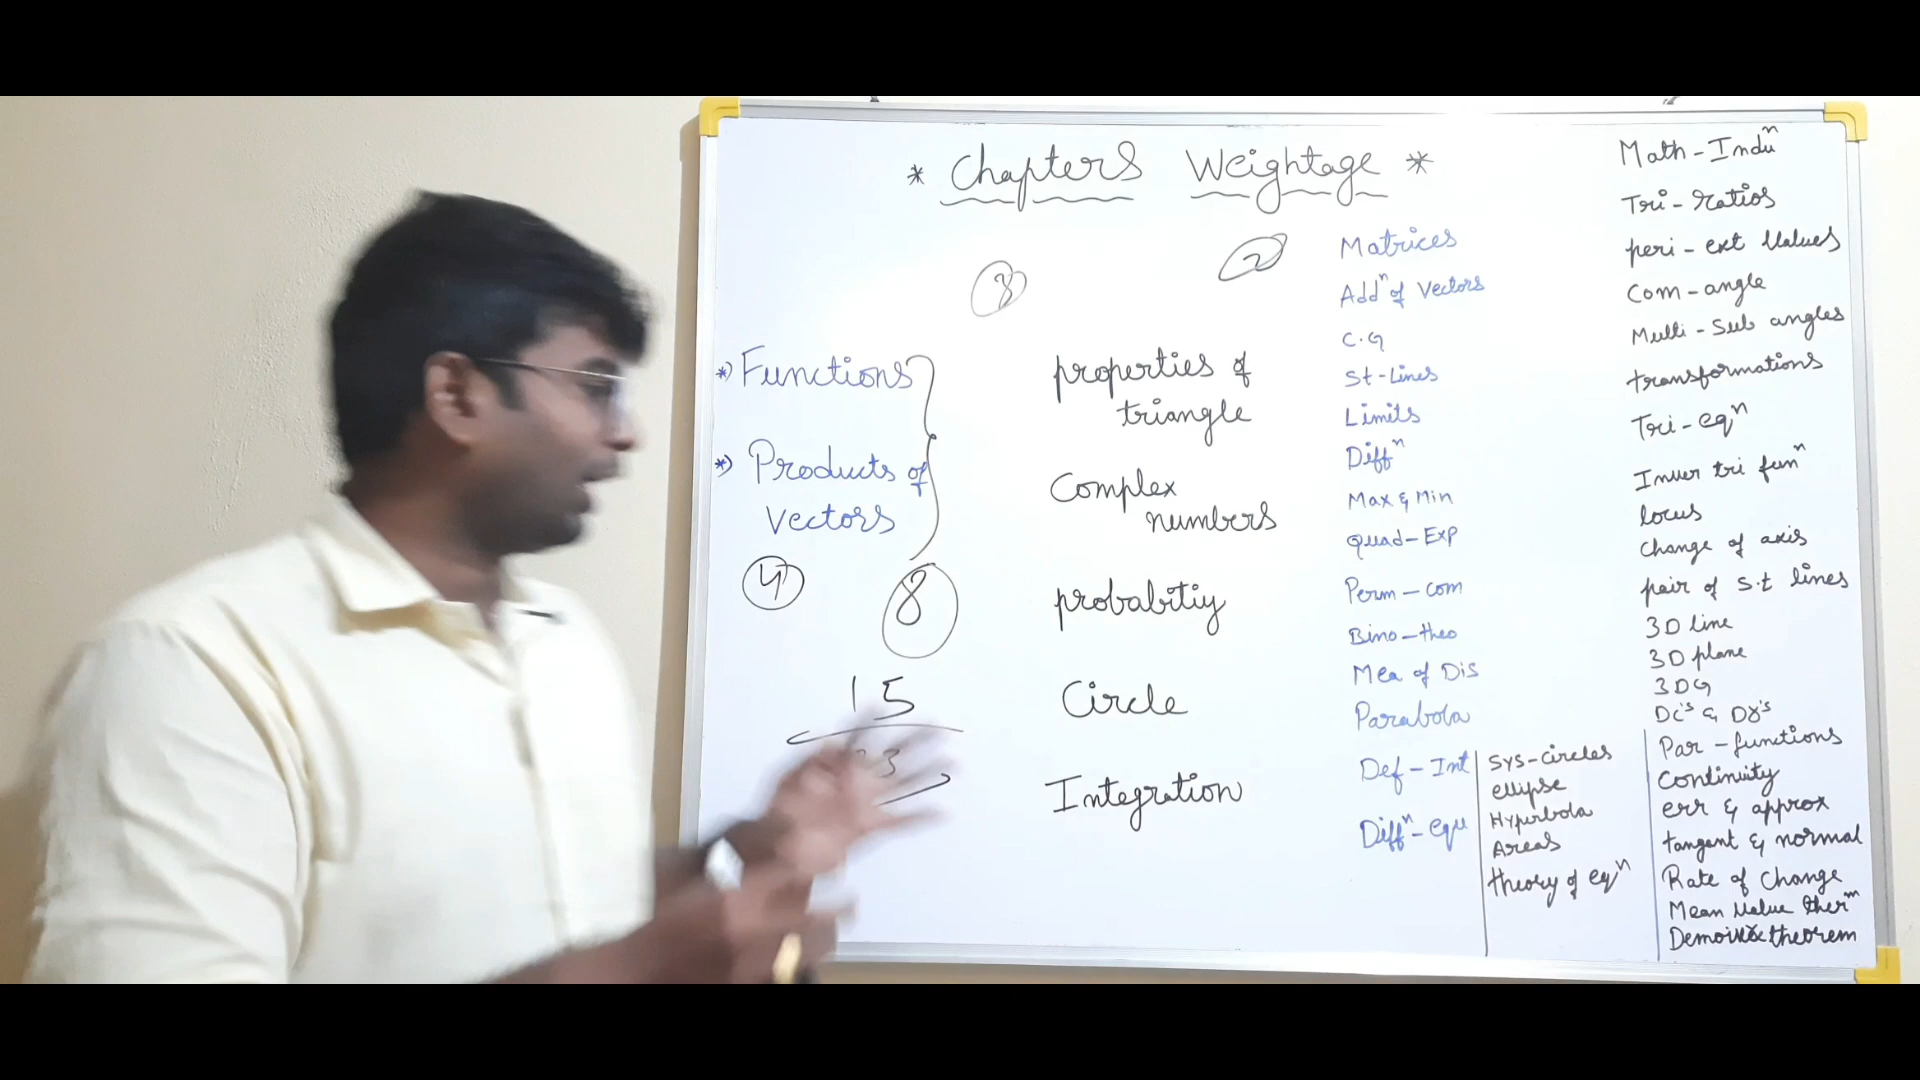 * Chapters Weightage *
3
2
*) Functions
*) Products of
Vectors
4
8
15
23
properties of
triangle
Complex
numbers
probabitiy
Circle
Integration
Matrices
Addⁿ of Vectors
C.G
St-Lines
Limits
Diffⁿ
Max & Min
Quad-Exp
Perm-com
Bino-theo
Mea of Dis
Parabola
Def-Int
Diffⁿ-equ
Sys-circles
ellipse
Hyperbola
Areas
theory of eqⁿ
Math-Induⁿ
Tri-ratios
peri-ext Values
Com-angle
Multi-Sub angles
transformations
Tri-eqⁿ
Inver tri funⁿ
locus
Change of axis
pair of s.t lines
3D line
3D plane
3DG
Dc's & Dr's
Par-functions
Continuity
err & approx
tangent & normal
Rate of Change
Mean Value therᵐ